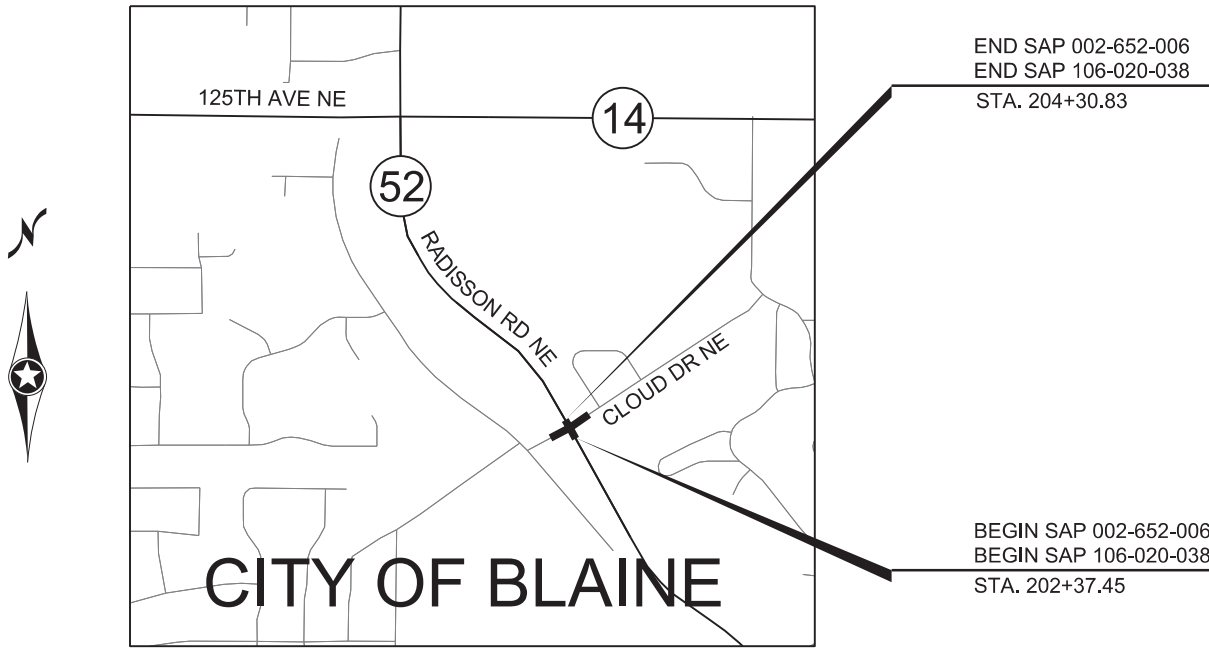 END SAP 002-652-006
END SAP 106-020-038
STA. 204+30.83
125TH AVE NE
14
52
N
RADISSON RD NE
CLOUD DR NE
BEGIN SAP 002-652-006
BEGIN SAP 106-020-038
STA. 202+37.45
CITY OF BLAINE